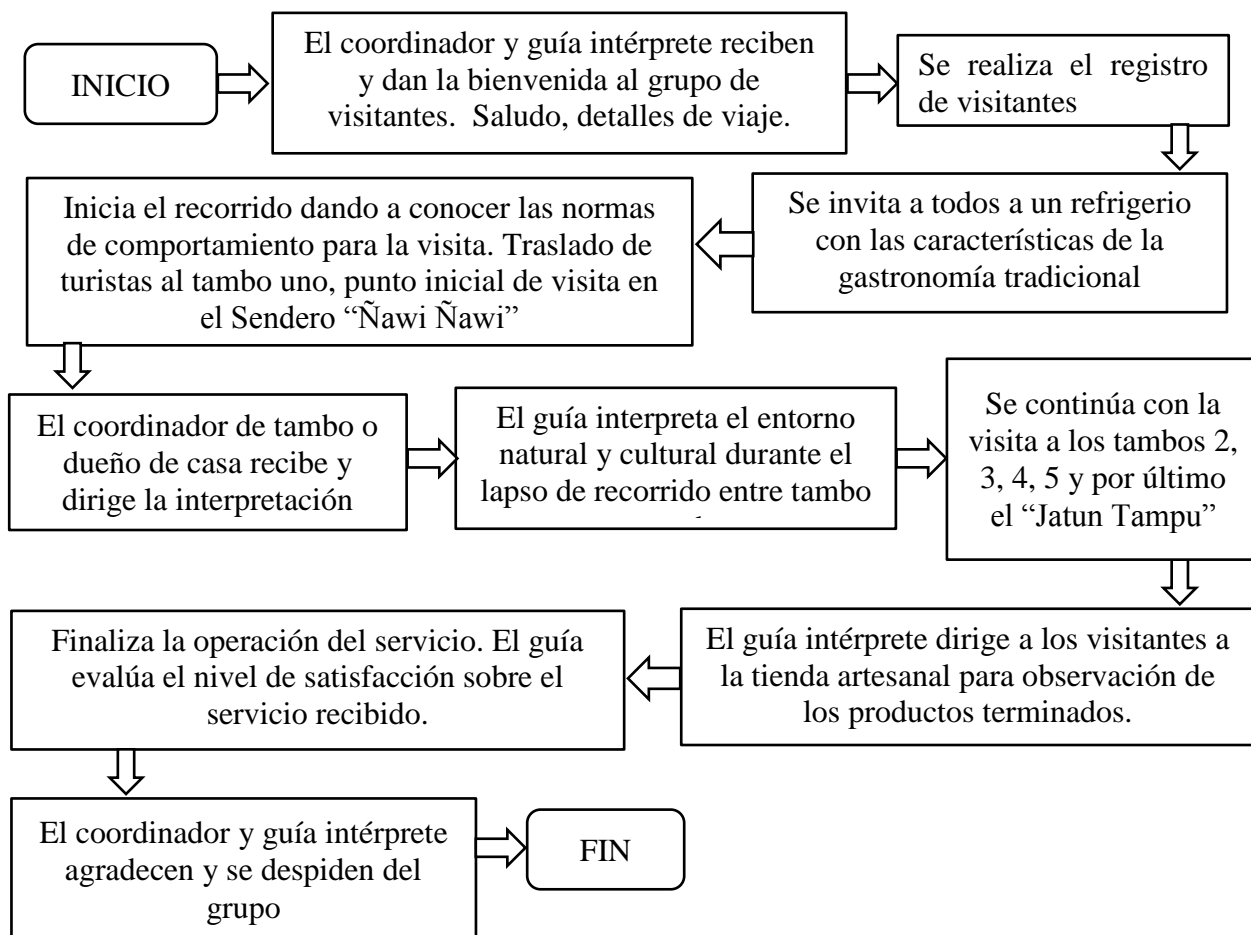 INICIO
El coordinador y guía intérprete reciben
y dan la bienvenida al grupo de
visitantes.  Saludo, detalles de viaje.
Se realiza el registro
de visitantes
Se invita a todos a un refrigerio
con las características de la
gastronomía tradicional
Inicia el recorrido dando a conocer las normas
de comportamiento para la visita. Traslado de
turistas al tambo uno, punto inicial de visita en
el Sendero “Ñawi Ñawi”
El coordinador de tambo o
dueño de casa recibe y
dirige la interpretación
El guía interpreta el entorno
natural y cultural durante el
lapso de recorrido entre tambo
Se continúa con la
visita a los tambos 2,
3, 4, 5 y por último
el “Jatun Tampu”
El guía intérprete dirige a los visitantes a
la tienda artesanal para observación de
los productos terminados.
Finaliza la operación del servicio. El guía
evalúa el nivel de satisfacción sobre el
servicio recibido.
El coordinador y guía intérprete
agradecen y se despiden del
grupo
FIN